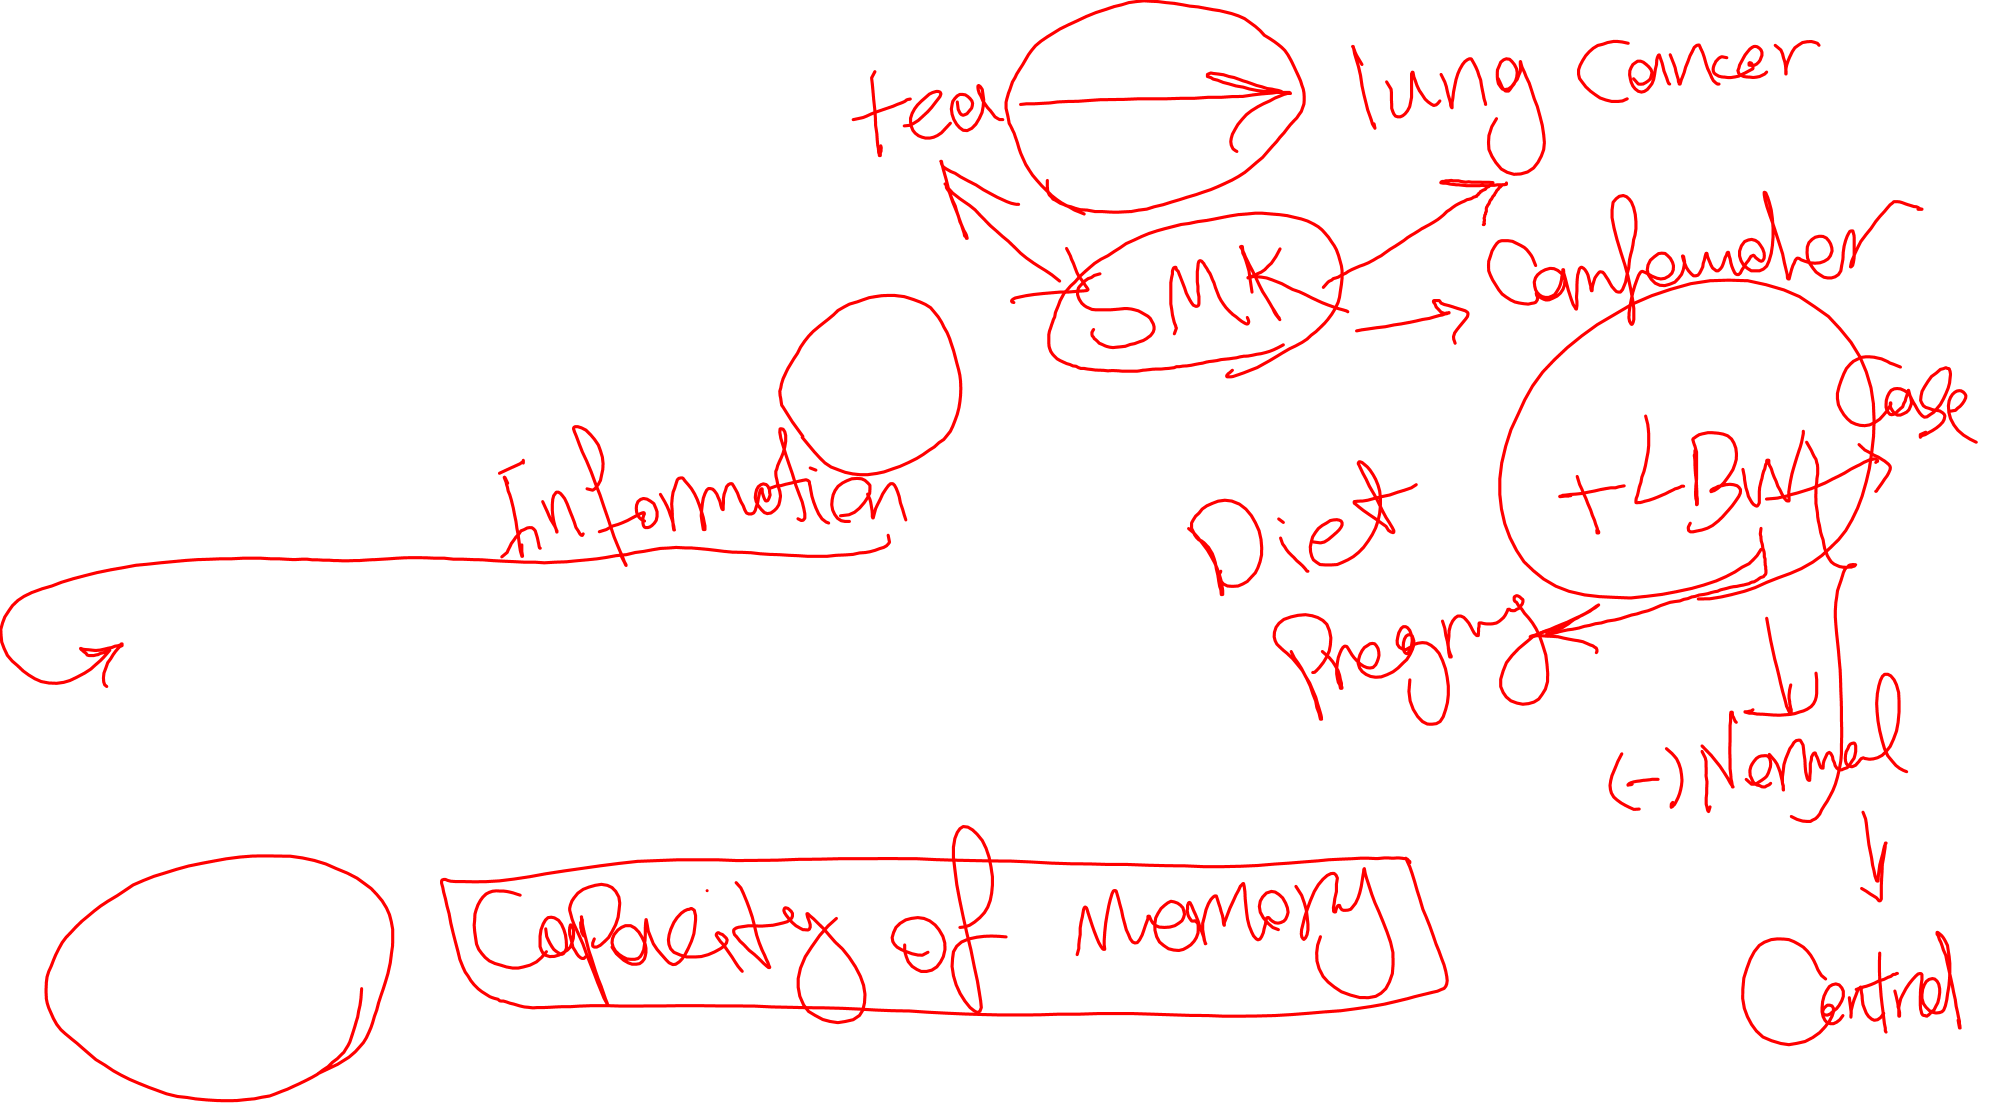 tea lung cancer
SMK Confounder
Case
Information
+ LBW
Diet
Pregny
(-) Normal
Capacity of memory
Control